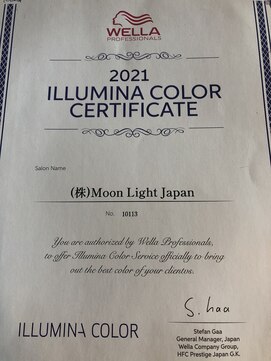 WELLA
PROFESSIONALS
2021
ILLUMINA COLOR
CERTIFICATE
Salon Name
(株)Moon Light Japan
No. 10113
You are authorized by Wella Professionals,
to offer Illumina Color Service officially to bring
out the best color of your clientos.
S. haa
ILLUMINA COLOR
Stefan Gaa
General Manager, Japan
Wella Company Group,
HFC Prestige Japan G.K.